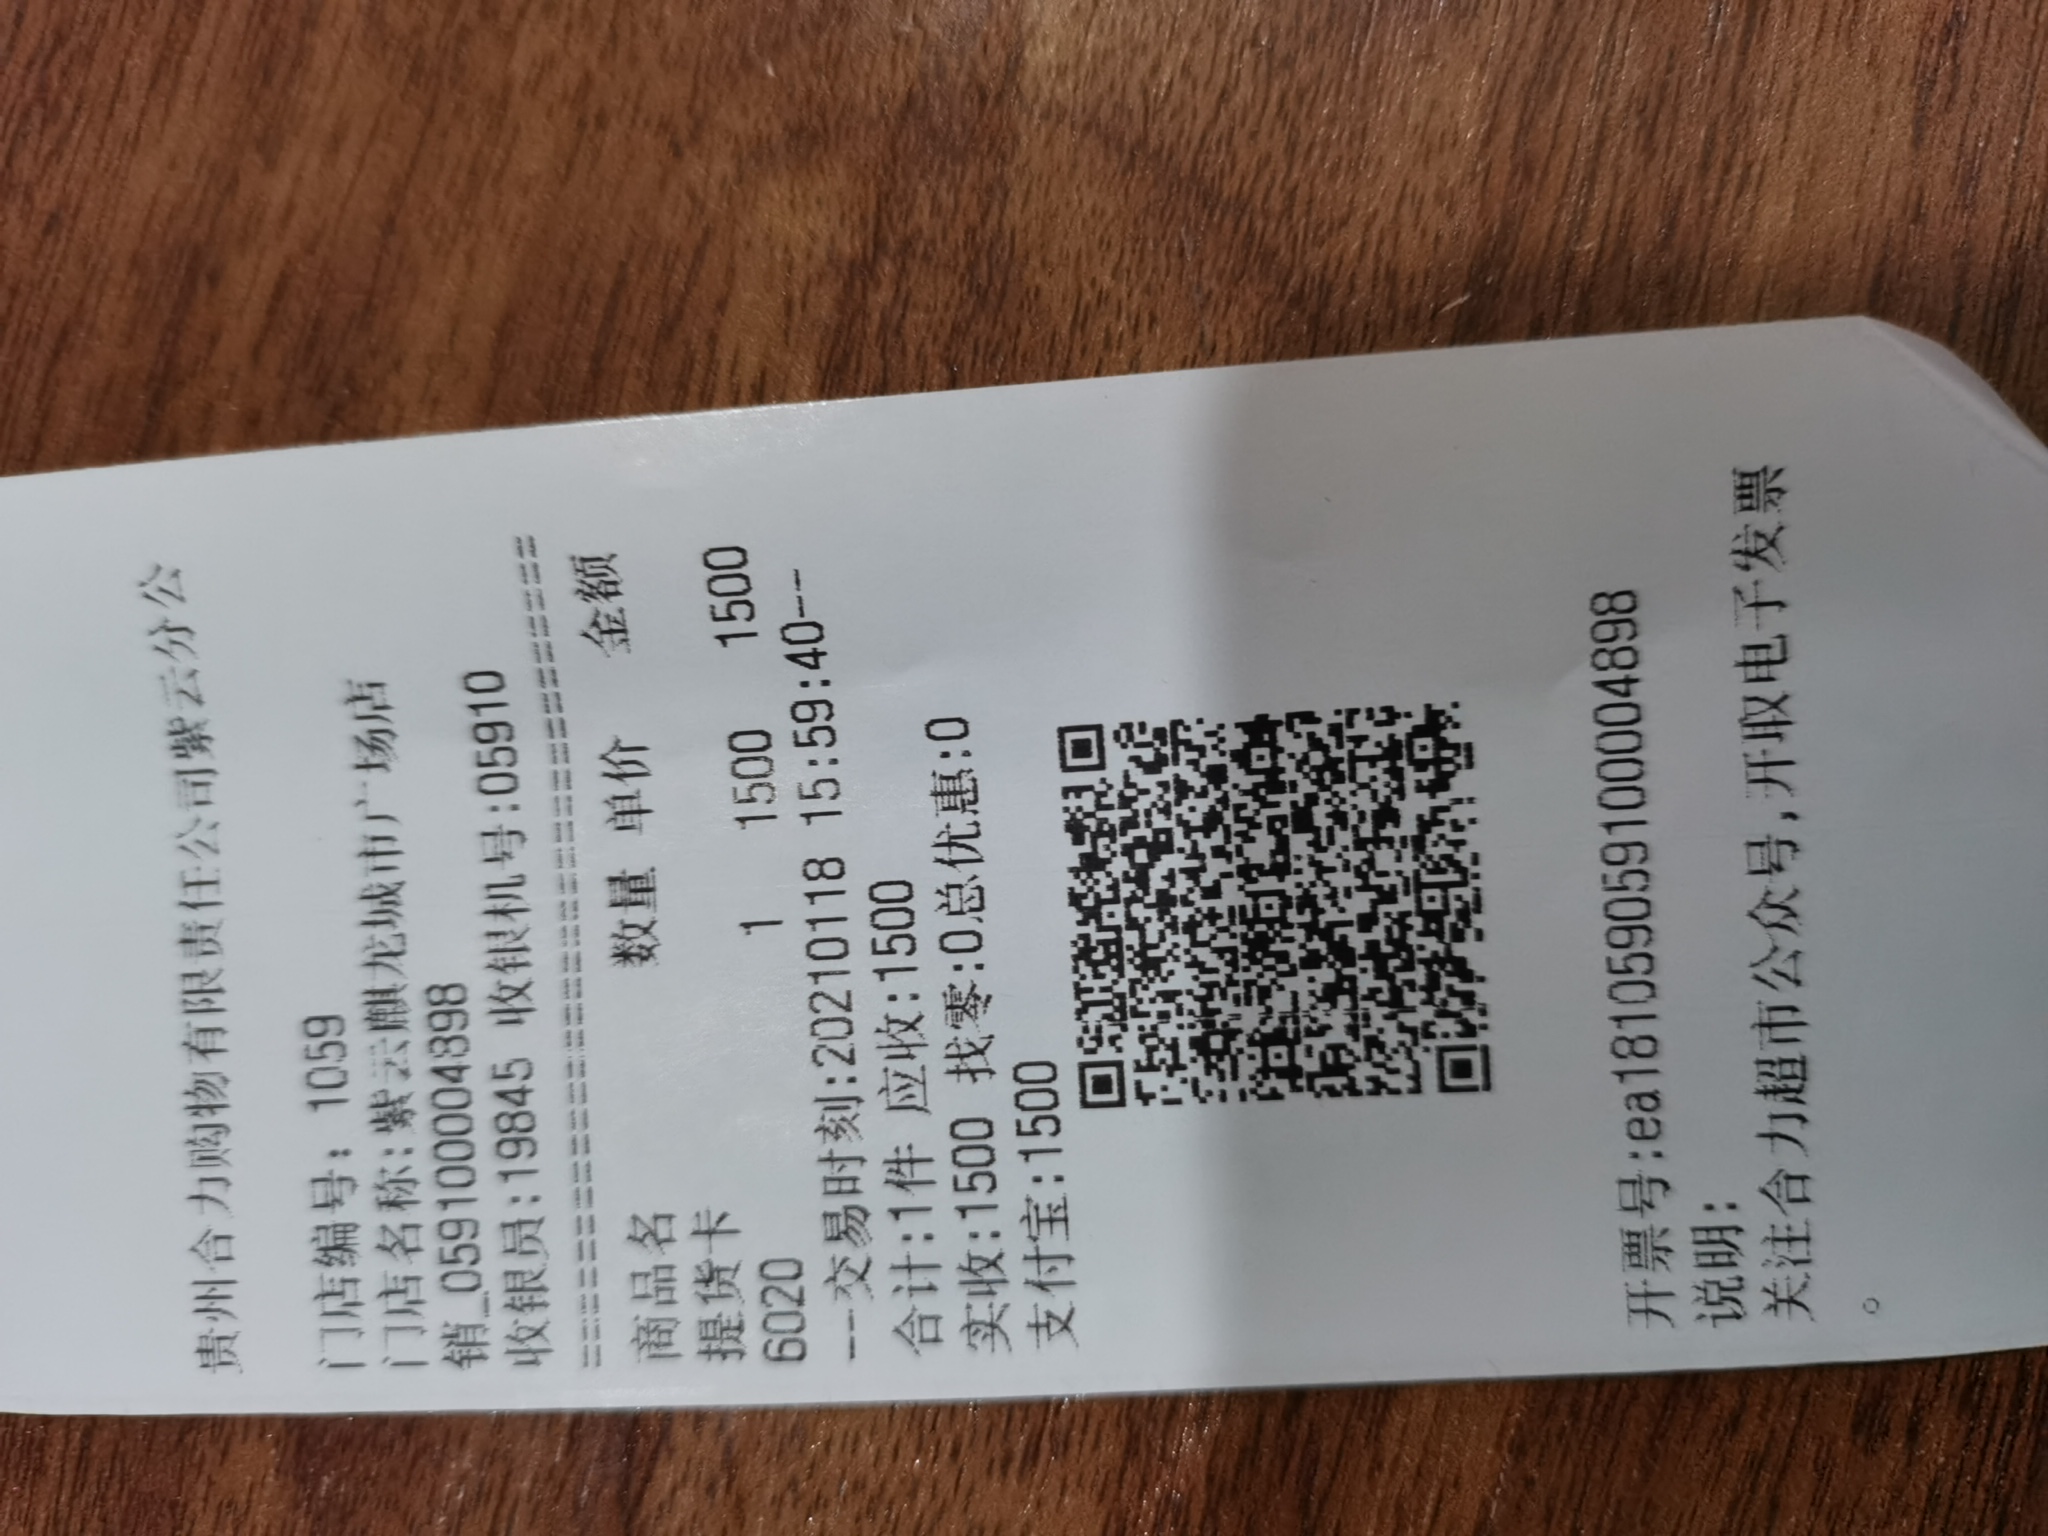 贵州合力购物有限责任公司紫云分公
门店编号： 1059
门店名称:紫云麒龙城市广场店
销_059100004898
收银员:19845 收银机号:05910
商品名 数量 单价 金额
提货卡
6020 1 1500 1500
---交易时刻:20210118 15:59:40--
合计:1件 应收:1500
实收:1500 找零:0总优惠:0
支付宝:1500
开票号:ea181059059100004898
说明:
关注合力超市公众号,开取电子发票
。